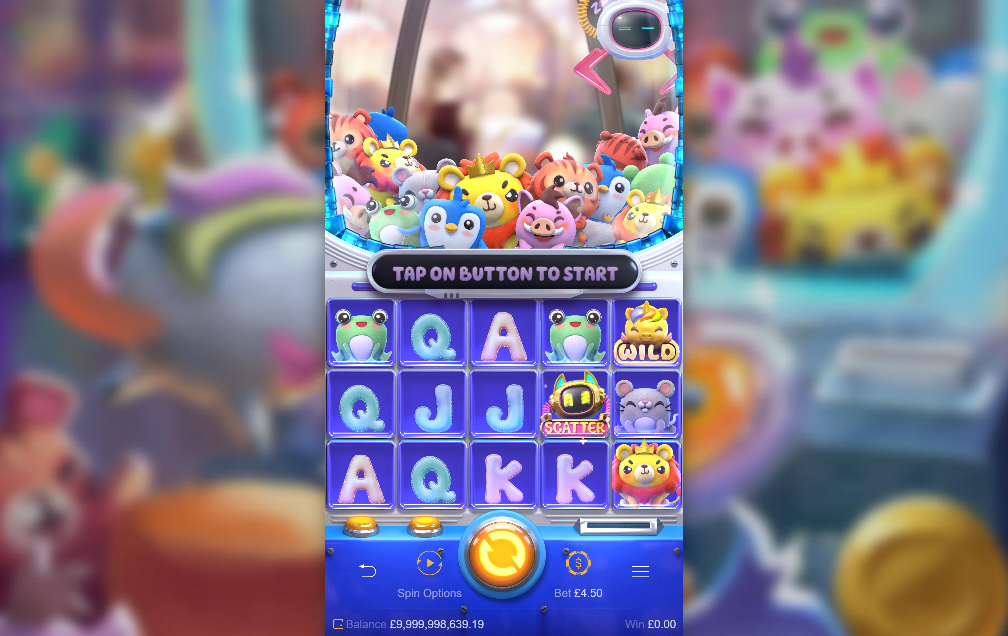 TAP ON BUTTON TO START
Q A WILD
Q J J SCATTER
A Q K K
$
Spin Options Bet £4.50
Balance £9,999,998,639.19 Win £0.00